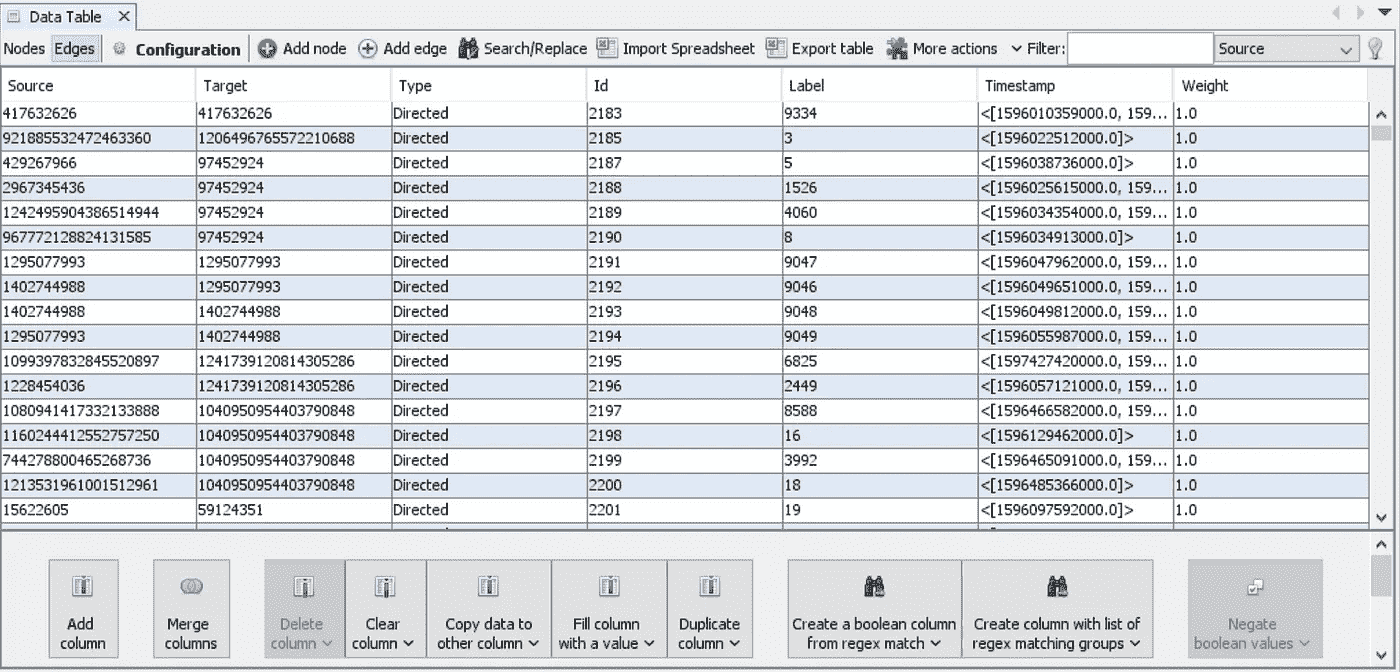 Data Table
Nodes Edges Configuration Add node Add edge Search/Replace Import Spreadsheet Export table More actions Filter: Source
Source Target Type Id Label Timestamp Weight
417632626 417632626 Directed 2183 9334 <[1596010359000.0, 159... 1.0
921885532472463360 1206496765572210688 Directed 2185 3 <[1596022512000.0]> 1.0
429267966 97452924 Directed 2187 5 <[1596038736000.0]> 1.0
2967345436 97452924 Directed 2188 1526 <[1596025615000.0, 159... 1.0
1242495904386514944 97452924 Directed 2189 4060 <[1596034354000.0, 159... 1.0
967772128824131585 97452924 Directed 2190 8 <[1596034913000.0]> 1.0
1295077993 1295077993 Directed 2191 9047 <[1596047962000.0, 159... 1.0
1402744988 1295077993 Directed 2192 9046 <[1596049651000.0, 159... 1.0
1402744988 1402744988 Directed 2193 9048 <[1596049812000.0, 159... 1.0
1295077993 1402744988 Directed 2194 9049 <[1596055987000.0, 159... 1.0
1099397832845520897 1241739120814305286 Directed 2195 6825 <[1597427420000.0, 159... 1.0
1228454036 1241739120814305286 Directed 2196 2449 <[1596057121000.0, 159... 1.0
1080941417332133888 1040950954403790848 Directed 2197 8588 <[1596466582000.0, 159... 1.0
1160244412552757250 1040950954403790848 Directed 2198 16 <[1596129462000.0]> 1.0
744278800465268736 1040950954403790848 Directed 2199 3992 <[1596465091000.0, 159... 1.0
1213531961001512961 1040950954403790848 Directed 2200 18 <[1596485366000.0]> 1.0
15622605 59124351 Directed 2201 19 <[1596097592000.0]> 1.0
Add Merge Delete Clear Copy data to Fill column Duplicate Create a boolean column Create column with list of Negate
column columns column column other column with a value column from regex match regex matching groups boolean values